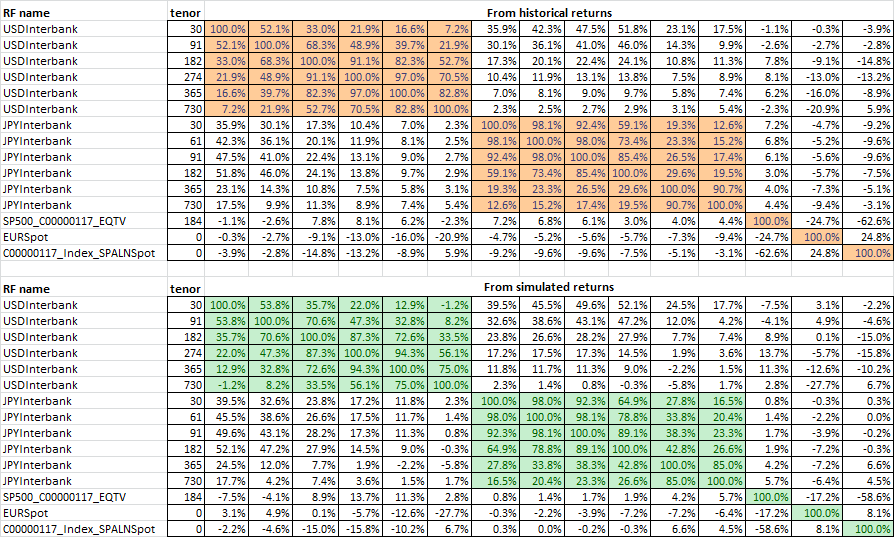 RF name tenor From historical returns
USDInterbank 30 100.0% 52.1% 33.0% 21.9% 16.6% 7.2% 35.9% 42.3% 47.5% 51.8% 23.1% 17.5% -1.1% -0.3% -3.9%
USDInterbank 91 52.1% 100.0% 68.3% 48.9% 39.7% 21.9% 30.1% 36.1% 41.0% 46.0% 14.3% 9.9% -2.6% -2.7% -2.8%
USDInterbank 182 33.0% 68.3% 100.0% 91.1% 82.3% 52.7% 17.3% 20.1% 22.4% 24.1% 10.8% 11.3% 7.8% -9.1% -14.8%
USDInterbank 274 21.9% 48.9% 91.1% 100.0% 97.0% 70.5% 10.4% 11.9% 13.1% 13.8% 7.5% 8.9% 8.1% -13.0% -13.2%
USDInterbank 365 16.6% 39.7% 82.3% 97.0% 100.0% 82.8% 7.0% 8.1% 9.0% 9.7% 5.8% 7.4% 6.2% -16.0% -8.9%
USDInterbank 730 7.2% 21.9% 52.7% 70.5% 82.8% 100.0% 2.3% 2.5% 2.7% 2.9% 3.1% 5.4% -2.3% -20.9% 5.9%
JPYInterbank 30 35.9% 30.1% 17.3% 10.4% 7.0% 2.3% 100.0% 98.1% 92.4% 59.1% 19.3% 12.6% 7.2% -4.7% -9.2%
JPYInterbank 61 42.3% 36.1% 20.1% 11.9% 8.1% 2.5% 98.1% 100.0% 98.0% 73.4% 23.3% 15.2% 6.8% -5.2% -9.6%
JPYInterbank 91 47.5% 41.0% 22.4% 13.1% 9.0% 2.7% 92.4% 98.0% 100.0% 85.4% 26.5% 17.4% 6.1% -5.6% -9.6%
JPYInterbank 182 51.8% 46.0% 24.1% 13.8% 9.7% 2.9% 59.1% 73.4% 85.4% 100.0% 29.6% 19.5% 3.0% -5.7% -7.5%
JPYInterbank 365 23.1% 14.3% 10.8% 7.5% 5.8% 3.1% 19.3% 23.3% 26.5% 29.6% 100.0% 90.7% 4.0% -7.3% -5.1%
JPYInterbank 730 17.5% 9.9% 11.3% 8.9% 7.4% 5.4% 12.6% 15.2% 17.4% 19.5% 90.7% 100.0% 4.4% -9.4% -3.1%
SP500_C00000117_EQTV 184 -1.1% -2.6% 7.8% 8.1% 6.2% -2.3% 7.2% 6.8% 6.1% 3.0% 4.0% 4.4% 100.0% -24.7% -62.6%
EURSpot 0 -0.3% -2.7% -9.1% -13.0% -16.0% -20.9% -4.7% -5.2% -5.6% -5.7% -7.3% -9.4% -24.7% 100.0% 24.8%
C00000117_Index_SPALNSpot 0 -3.9% -2.8% -14.8% -13.2% -8.9% 5.9% -9.2% -9.6% -9.6% -7.5% -5.1% -3.1% -62.6% 24.8% 100.0%
RF name tenor From simulated returns
USDInterbank 30 100.0% 53.8% 35.7% 22.0% 12.9% -1.2% 39.5% 45.5% 49.6% 52.1% 24.5% 17.7% -7.5% 3.1% -2.2%
USDInterbank 91 53.8% 100.0% 70.6% 47.3% 32.8% 8.2% 32.6% 38.6% 43.1% 47.2% 12.0% 4.2% -4.1% 4.9% -4.6%
USDInterbank 182 35.7% 70.6% 100.0% 87.3% 72.6% 33.5% 23.8% 26.6% 28.2% 27.9% 7.7% 7.4% 8.9% 0.1% -15.0%
USDInterbank 274 22.0% 47.3% 87.3% 100.0% 94.3% 56.1% 17.2% 17.5% 17.3% 14.5% 1.9% 3.6% 13.7% -5.7% -15.8%
USDInterbank 365 12.9% 32.8% 72.6% 94.3% 100.0% 75.0% 11.8% 11.7% 11.3% 9.0% -2.2% 1.5% 11.3% -12.6% -10.2%
USDInterbank 730 -1.2% 8.2% 33.5% 56.1% 75.0% 100.0% 2.3% 1.4% 0.8% -0.3% -5.8% 1.7% 2.8% -27.7% 6.7%
JPYInterbank 30 39.5% 32.6% 23.8% 17.2% 11.8% 2.3% 100.0% 98.0% 92.3% 64.9% 27.8% 16.5% 0.8% -0.3% 0.3%
JPYInterbank 61 45.5% 38.6% 26.6% 17.5% 11.7% 1.4% 98.0% 100.0% 98.1% 78.8% 33.8% 20.4% 1.4% -2.2% 0.0%
JPYInterbank 91 49.6% 43.1% 28.2% 17.3% 11.3% 0.8% 92.3% 98.1% 100.0% 89.1% 38.3% 23.3% 1.7% -3.9% -0.2%
JPYInterbank 182 52.1% 47.2% 27.9% 14.5% 9.0% -0.3% 64.9% 78.8% 89.1% 100.0% 42.8% 26.6% 1.9% -7.2% -0.3%
JPYInterbank 365 24.5% 12.0% 7.7% 1.9% -2.2% -5.8% 27.8% 33.8% 38.3% 42.8% 100.0% 85.0% 4.2% -7.2% 6.6%
JPYInterbank 730 17.7% 4.2% 7.4% 3.6% 1.5% 1.7% 16.5% 20.4% 23.3% 26.6% 85.0% 100.0% 5.7% -6.4% 4.5%
SP500_C00000117_EQTV 184 -7.5% -4.1% 8.9% 13.7% 11.3% 2.8% 0.8% 1.4% 1.7% 1.9% 4.2% 5.7% 100.0% -17.2% -58.6%
EURSpot 0 3.1% 4.9% 0.1% -5.7% -12.6% -27.7% -0.3% -2.2% -3.9% -7.2% -7.2% -6.4% -17.2% 100.0% 8.1%
C00000117_Index_SPALNSpot 0 -2.2% -4.6% -15.0% -15.8% -10.2% 6.7% 0.3% 0.0% -0.2% -0.3% 6.6% 4.5% -58.6% 8.1% 100.0%